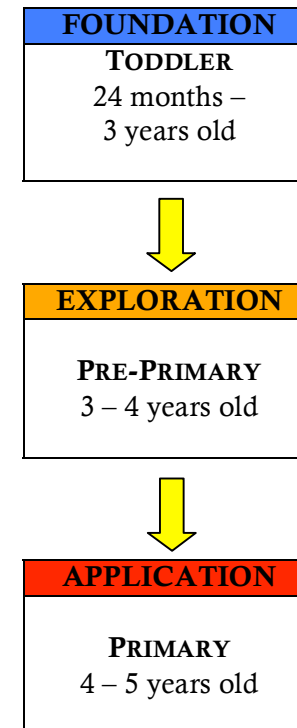 FOUNDATION
TODDLER
24 months –
3 years old
EXPLORATION
PRE-PRIMARY
3 – 4 years old
APPLICATION
PRIMARY
4 – 5 years old